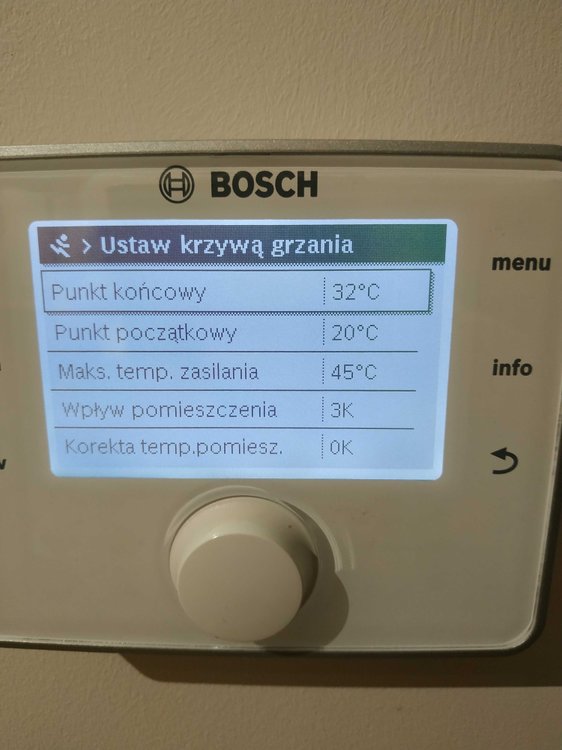 BOSCH
> Ustaw krzywą grzania
Punkt końcowy 32°C
Punkt początkowy 20°C
Maks. temp. zasilania 45°C
Wpływ pomieszczenia 3K
Korekta temp.pomiesz. 0K
menu
info